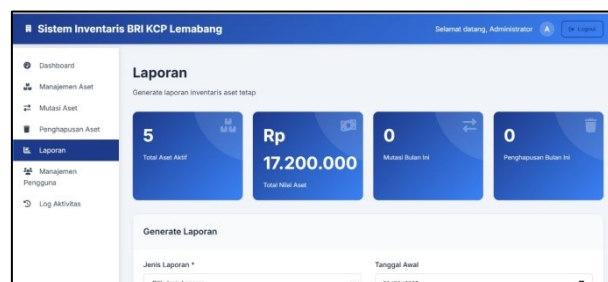 Sistem Inventaris BRI KCP Lemabang
Selamat datang, Administrator A Logout
Dashboard
Manajemen Aset
Mutasi Aset
Penghapusan Aset
Laporan
Manajemen
Pengguna
Log Aktivitas
Laporan
Generate laporan inventaris aset tetap
5
Total Aset Aktif
Rp
17.200.000
Total Nilai Aset
0
Mutasi Bulan Ini
0
Penghapusan Bulan Ini
Generate Laporan
Jenis Laporan *
Tanggal Awal